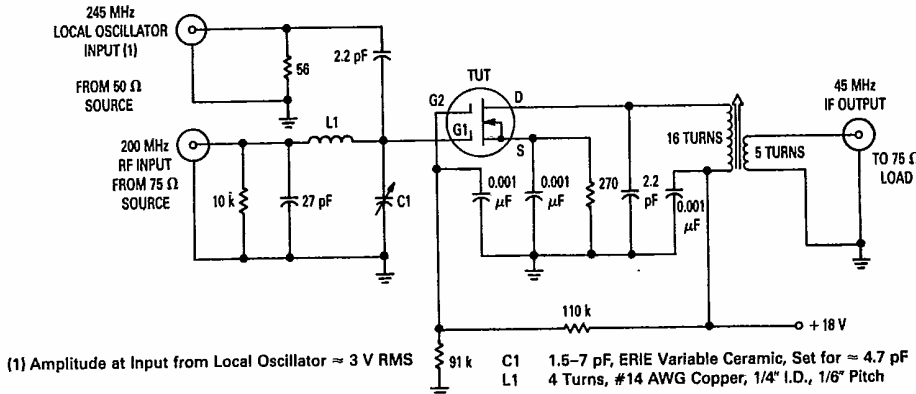 245 MHz
LOCAL OSCILLATOR
INPUT (1)
FROM 50 Ω
SOURCE
56
2.2 pF
L1
200 MHz
RF INPUT
FROM 75 Ω
SOURCE
10 k
27 pF
C1
TUT
G2
D
G1
S
0.001
μF
0.001
μF
270
2.2
pF
0.001
μF
16 TURNS
5 TURNS
45 MHz
IF OUTPUT
TO 75 Ω
LOAD
110 k
+ 18 V
91 k
(1) Amplitude at Input from Local Oscillator ≈ 3 V RMS
C1 1.5–7 pF, ERIE Variable Ceramic, Set for ≈ 4.7 pF
L1 4 Turns, #14 AWG Copper, 1/4" I.D., 1/6" Pitch